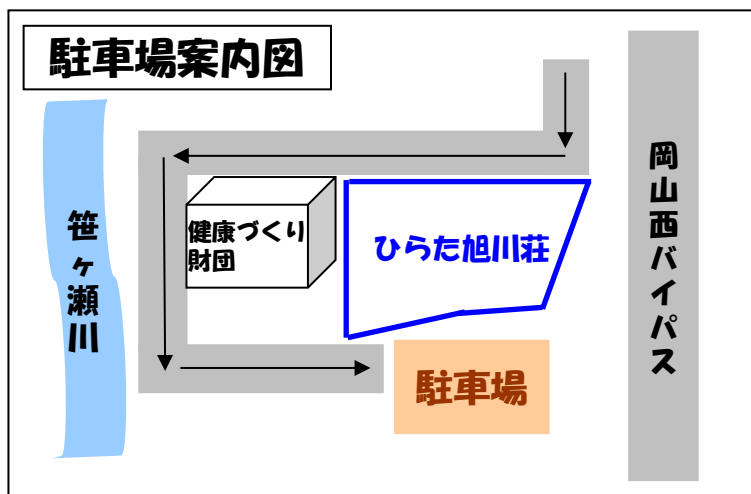 駐車場案内図
笹ヶ瀬川
健康づくり
財団
ひらた旭川荘
駐車場
岡山西バイパス